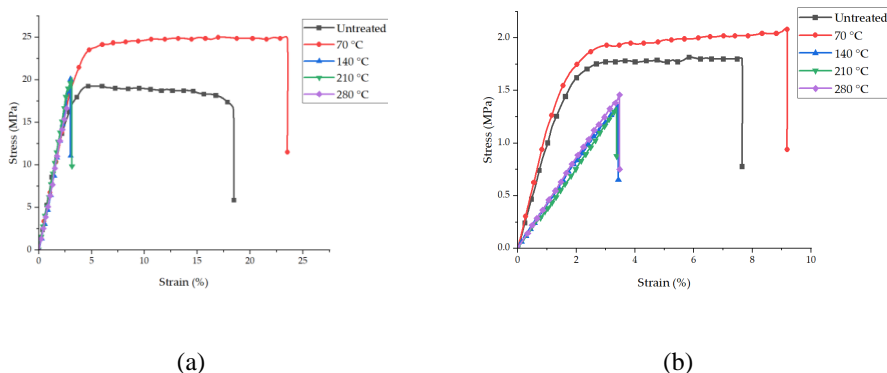 Untreated
70 °C
140 °C
210 °C
280 °C
30
25
20
15
10
5
0
Stress (MPa)
0
5
10
15
20
25
Strain (%)
(a)
Untreated
70 °C
140 °C
210 °C
280 °C
2.0
1.5
1.0
0.5
0.0
Stress (MPa)
0
2
4
6
8
10
Strain (%)
(b)